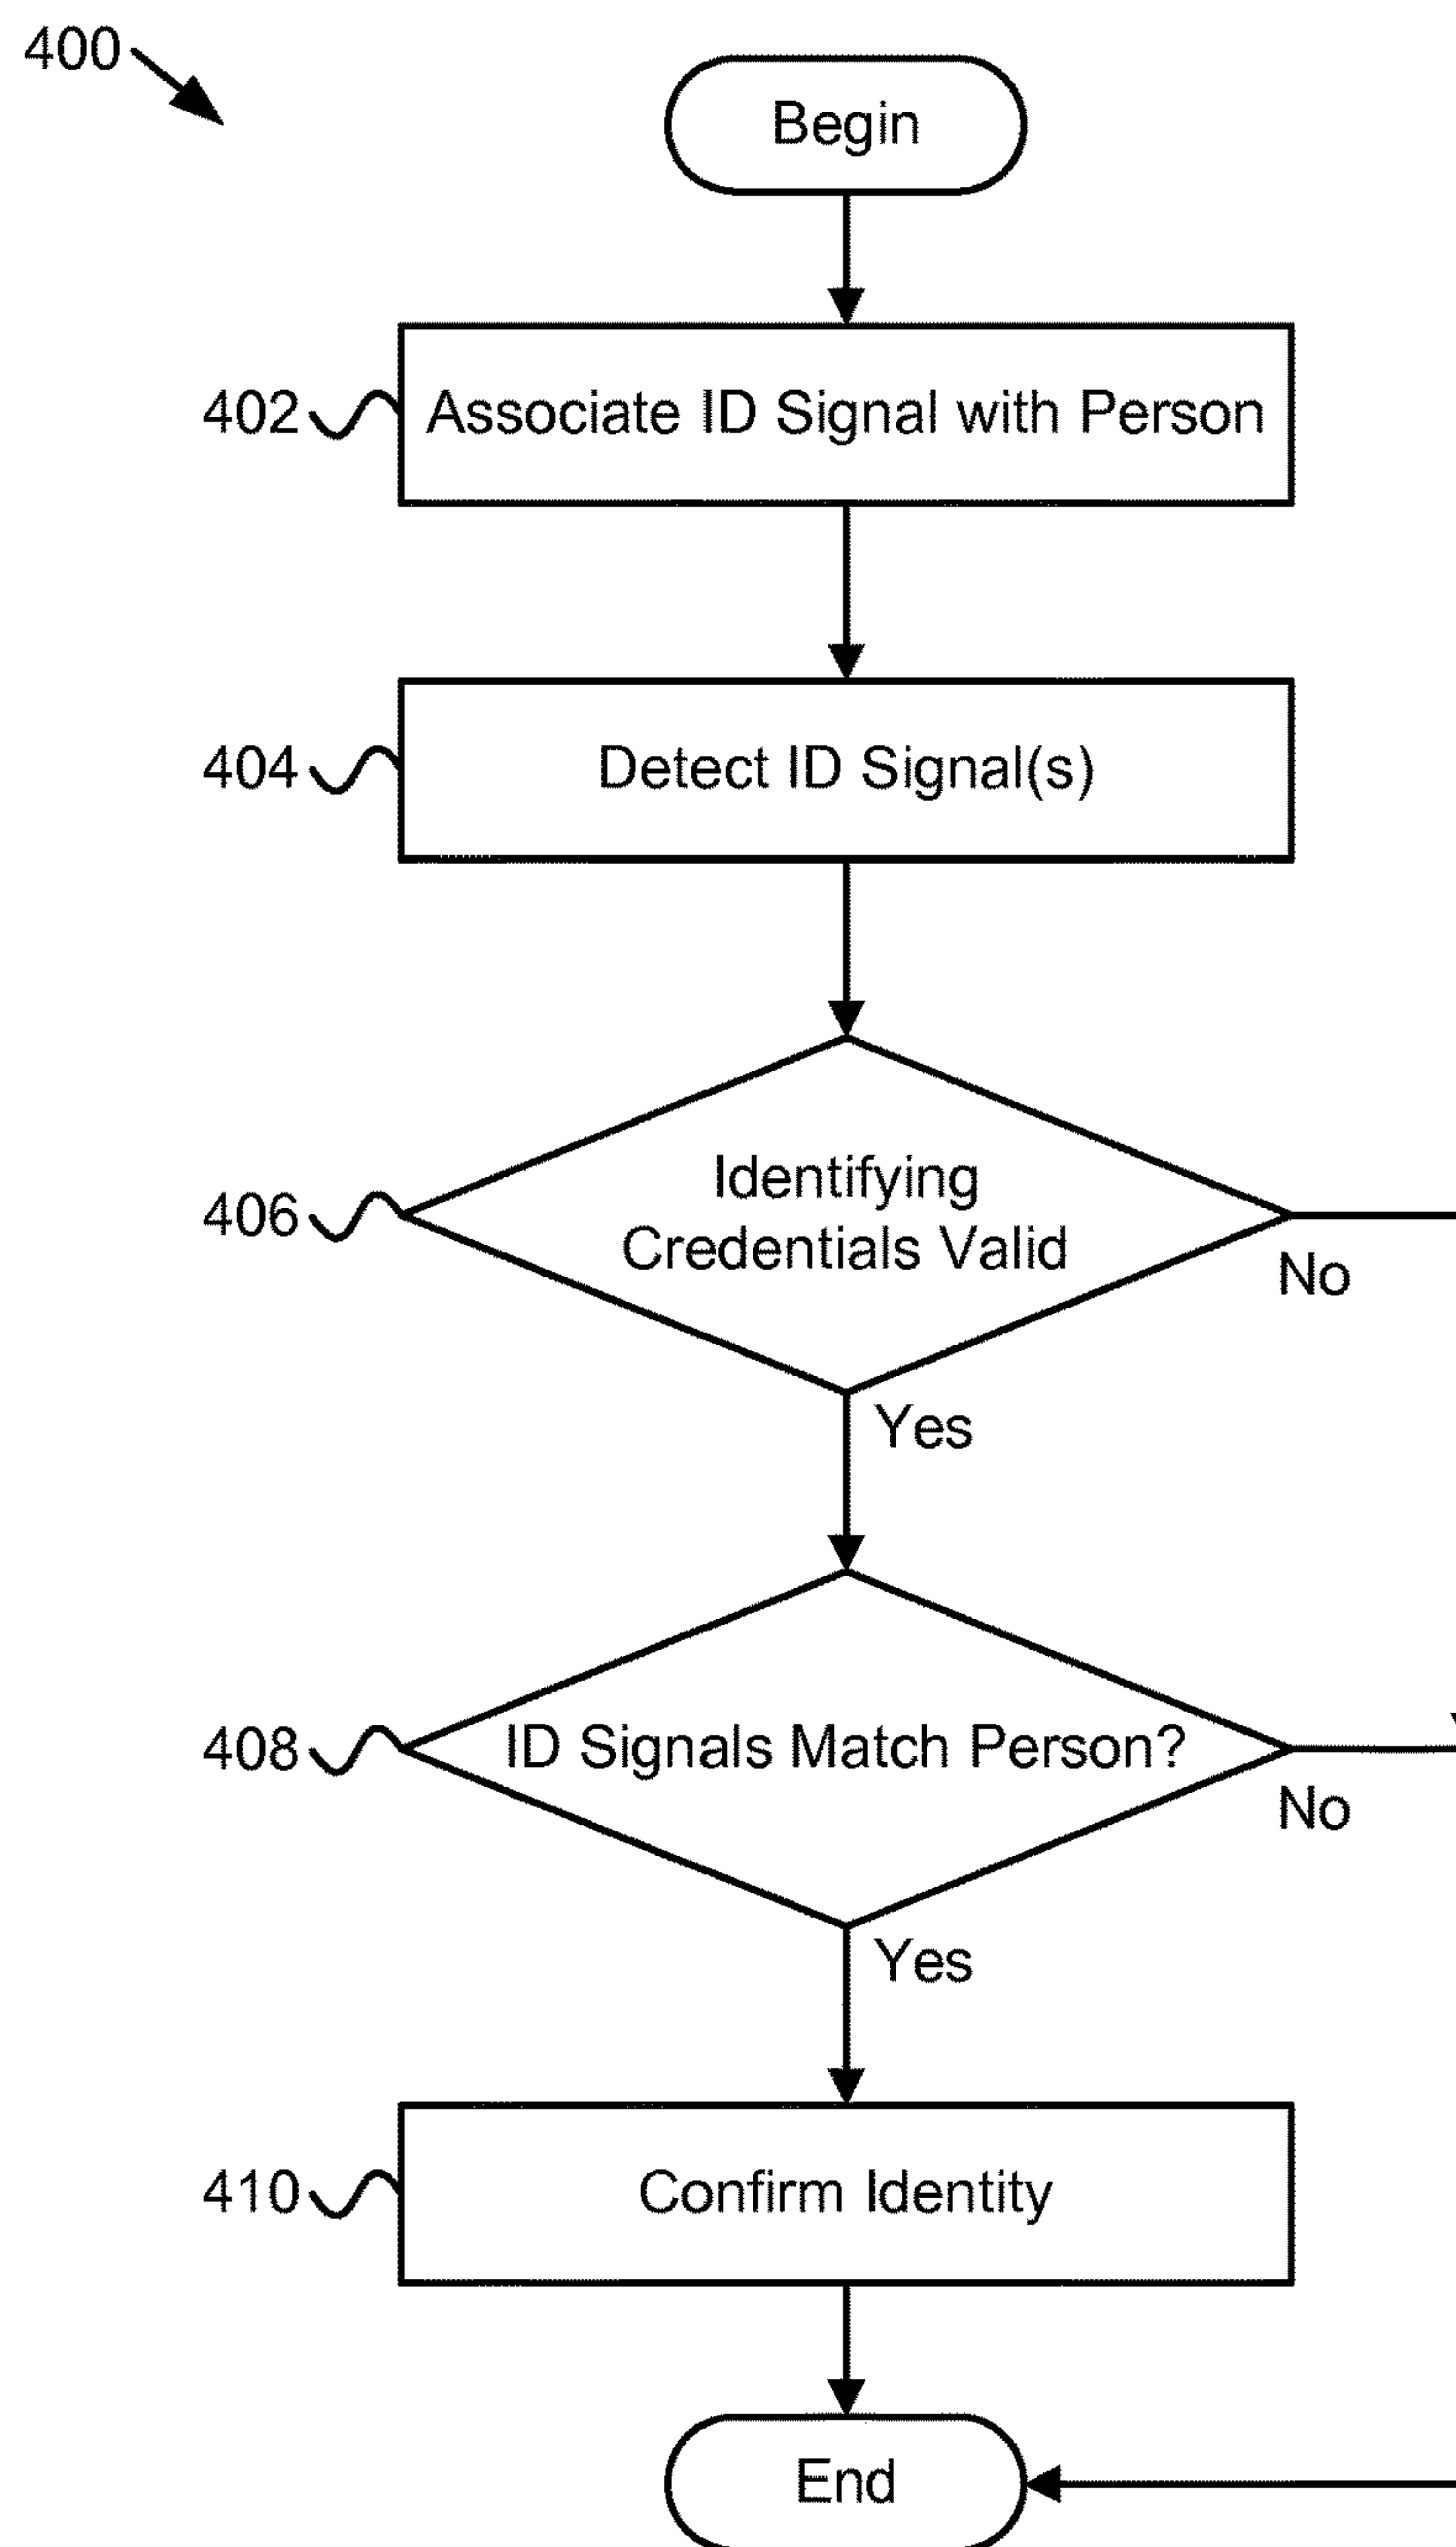 400
Begin
402
Associate ID Signal with Person
404
Detect ID Signal(s)
406
Identifying
Credentials Valid
No
Yes
408
ID Signals Match Person?
No
Yes
410
Confirm Identity
End